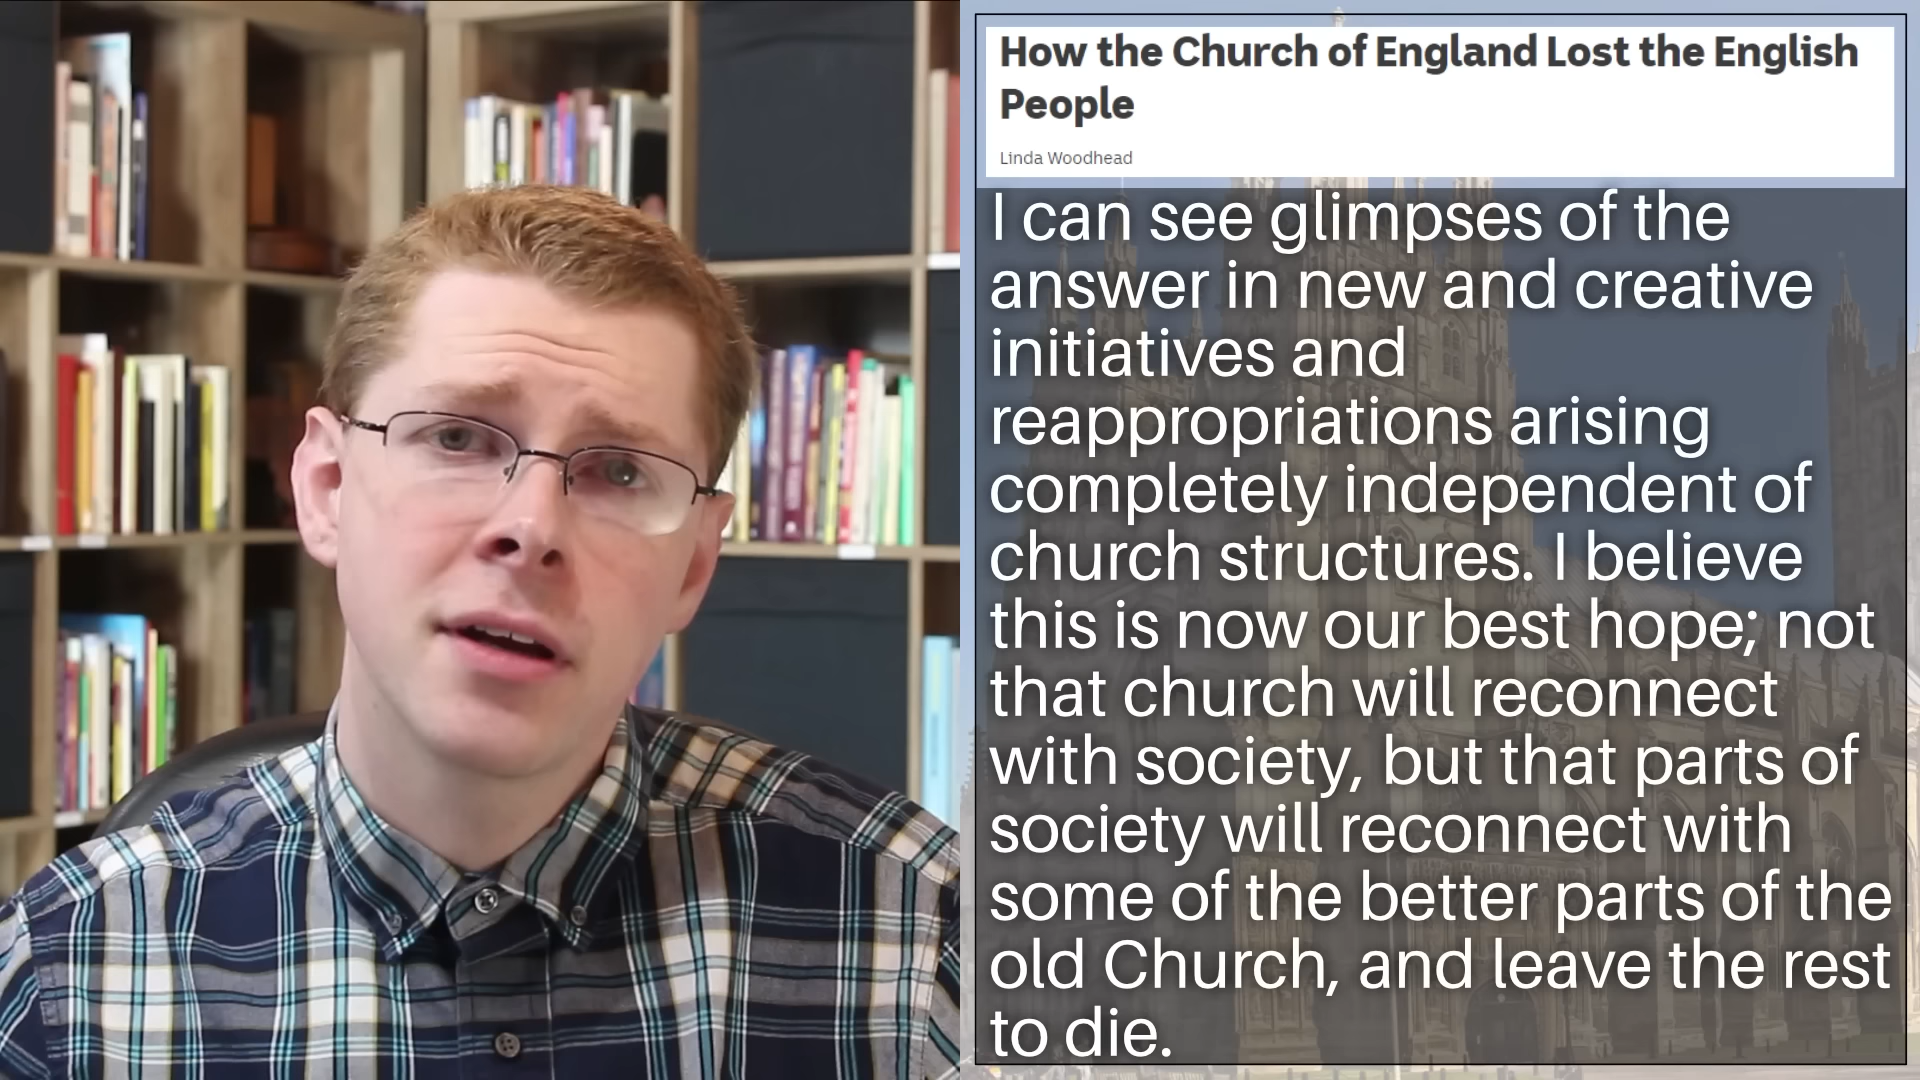 How the Church of England Lost the English
People
Linda Woodhead
I can see glimpses of the
answer in new and creative
initiatives and
reappropriations arising
completely independent of
church structures. I believe
this is now our best hope; not
that church will reconnect
with society, but that parts of
society will reconnect with
some of the better parts of the
old Church, and leave the rest
to die.